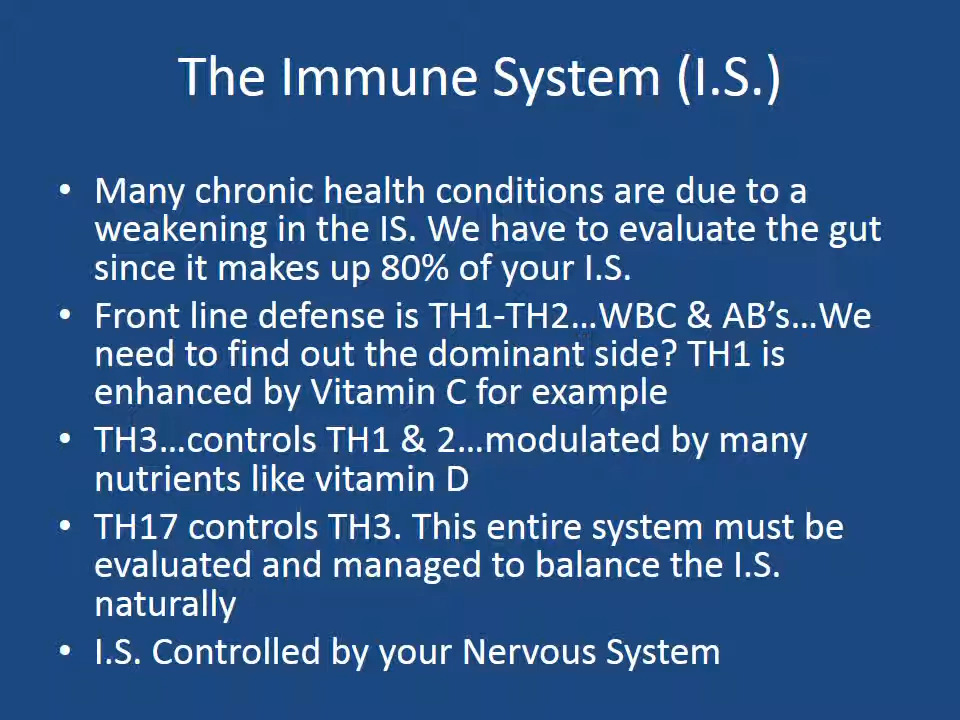 The Immune System (I.S.)
• Many chronic health conditions are due to a
weakening in the IS. We have to evaluate the gut
since it makes up 80% of your I.S.
• Front line defense is TH1-TH2…WBC & AB’s…We
need to find out the dominant side? TH1 is
enhanced by Vitamin C for example
• TH3…controls TH1 & 2…modulated by many
nutrients like vitamin D
• TH17 controls TH3. This entire system must be
evaluated and managed to balance the I.S.
naturally
• I.S. Controlled by your Nervous System